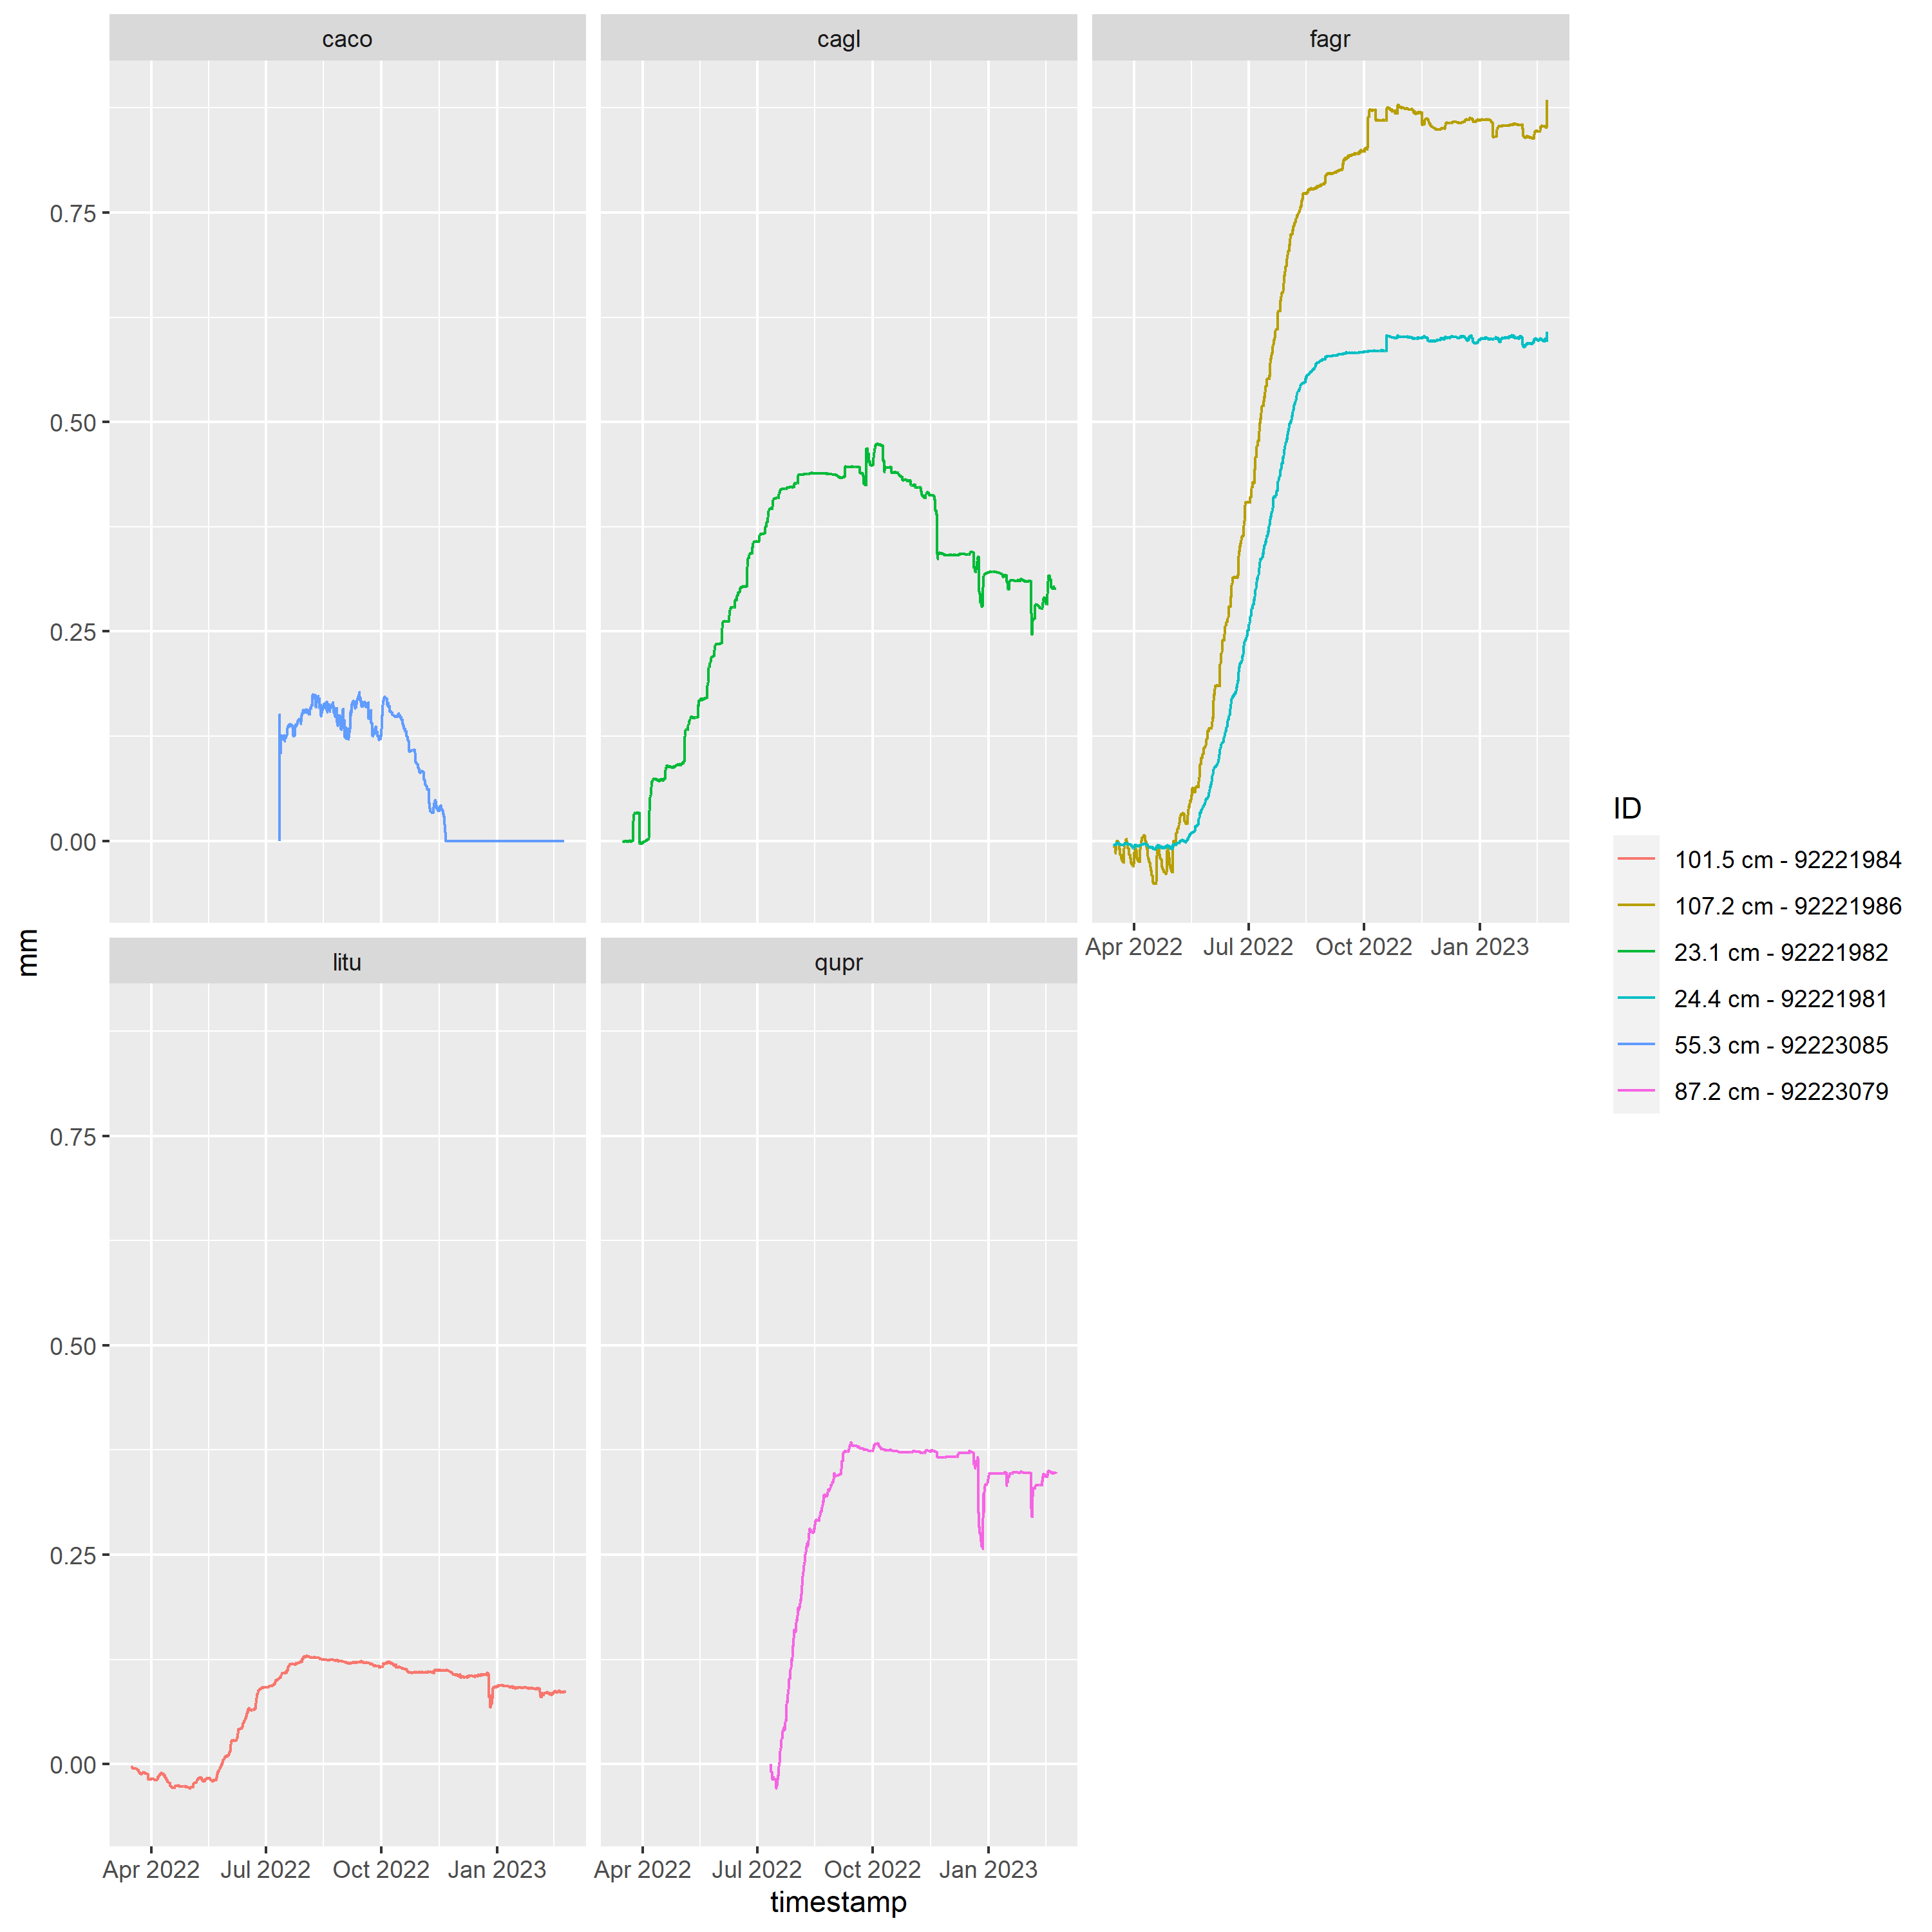 caco cagl fagr
0.75
0.50
0.25
0.00
Apr 2022 Jul 2022 Oct 2022 Jan 2023
mm
litu qupr
0.75
0.50
0.25
0.00
Apr 2022 Jul 2022 Oct 2022 Jan 2023 Apr 2022 Jul 2022 Oct 2022 Jan 2023
timestamp
ID
101.5 cm - 92221984
107.2 cm - 92221986
23.1 cm - 92221982
24.4 cm - 92221981
55.3 cm - 92223085
87.2 cm - 92223079